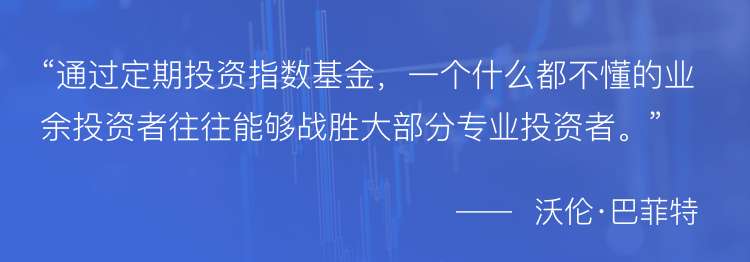 “通过定期投资指数基金，一个什么都不懂的业
余投资者往往能够战胜大部分专业投资者。”
—— 沃伦·巴菲特